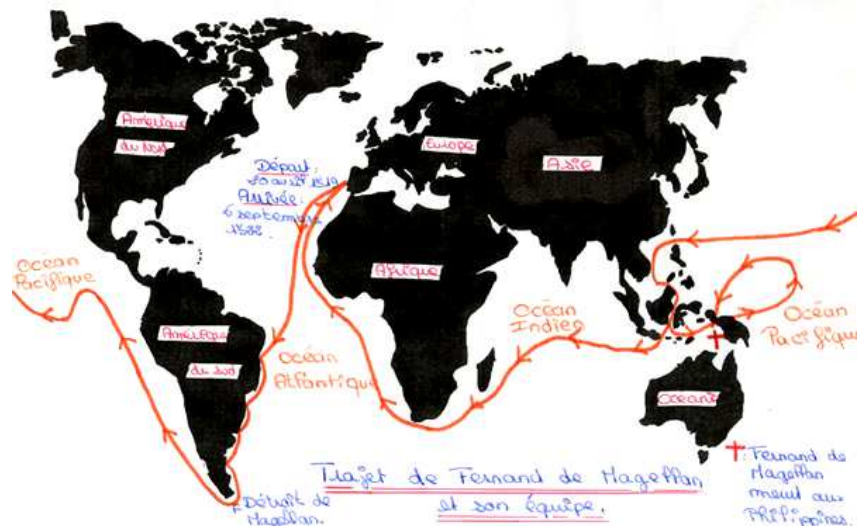 Amérique
du Nord
Europe
Asie
Départ:
1519
Arrivée:
6 septembre
1522.
Océan
Pacifique
Afrique
Océan
Indien
Océan
Pacifique
Amérique
du Sud
Océan
Atlantique
Océanie
Détroit de
Magellan.
Trajet de Fernand de Magellan
et son équipe.
†: Fernand de
Magellan
meurt aux
Philippines.